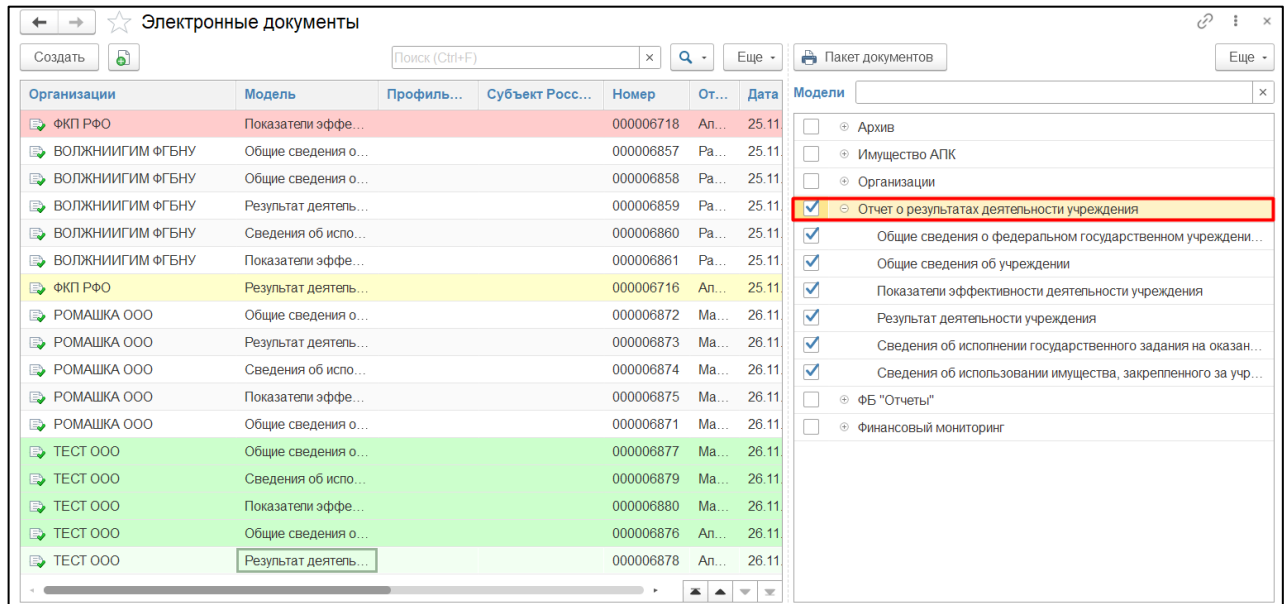 Электронные документы
Создать Поиск (Ctrl+F) × Еще Пакет документов Еще
Организации Модель Профиль... Субъект Росс... Номер От... Дата
ФКП РФО Показатели эффе... 000006718 Ал... 25.11.
ВОЛЖНИИГИМ ФГБНУ Общие сведения о... 000006857 Ра... 25.11.
ВОЛЖНИИГИМ ФГБНУ Общие сведения о... 000006858 Ра... 25.11.
ВОЛЖНИИГИМ ФГБНУ Результат деятель... 000006859 Ра... 25.11.
ВОЛЖНИИГИМ ФГБНУ Сведения об испо... 000006860 Ра... 25.11.
ВОЛЖНИИГИМ ФГБНУ Показатели эффе... 000006861 Ра... 25.11.
ФКП РФО Результат деятель... 000006716 Ал... 25.11.
РОМАШКА ООО Общие сведения о... 000006872 Ма... 26.11.
РОМАШКА ООО Результат деятель... 000006873 Ма... 26.11.
РОМАШКА ООО Сведения об испо... 000006874 Ма... 26.11.
РОМАШКА ООО Показатели эффе... 000006875 Ма... 26.11.
РОМАШКА ООО Общие сведения о... 000006871 Ма... 26.11.
ТЕСТ ООО Общие сведения о... 000006877 Ма... 26.11.
ТЕСТ ООО Сведения об испо... 000006879 Ма... 26.11.
ТЕСТ ООО Показатели эффе... 000006880 Ма... 26.11.
ТЕСТ ООО Общие сведения о... 000006876 Ал... 26.11.
ТЕСТ ООО Результат деятель... 000006878 Ал... 26.11.
Модели
Архив
Имущество АПК
Организации
Отчет о результатах деятельности учреждения
Общие сведения о федеральном государственном учреждени...
Общие сведения об учреждении
Показатели эффективности деятельности учреждения
Результат деятельности учреждения
Сведения об исполнении государственного задания на оказан...
Сведения об использовании имущества, закрепленного за учр...
ФБ "Отчеты"
Финансовый мониторинг